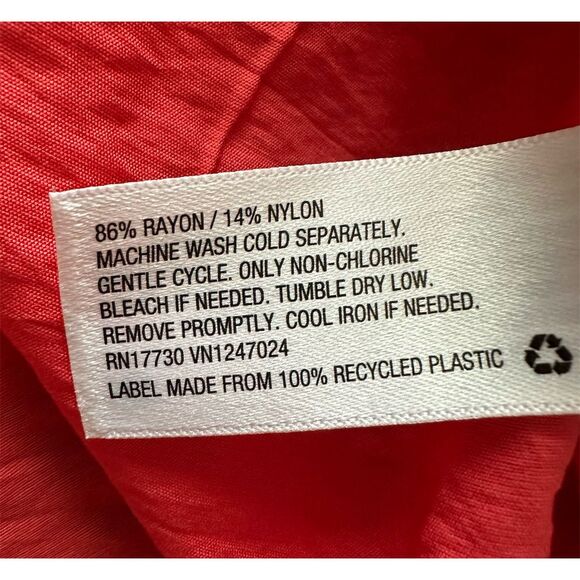 86% RAYON / 14% NYLON
MACHINE WASH COLD SEPARATELY.
GENTLE CYCLE. ONLY NON-CHLORINE
BLEACH IF NEEDED. TUMBLE DRY LOW.
REMOVE PROMPTLY. COOL IRON IF NEEDED.
RN17730 VN1247024
LABEL MADE FROM 100% RECYCLED PLASTIC